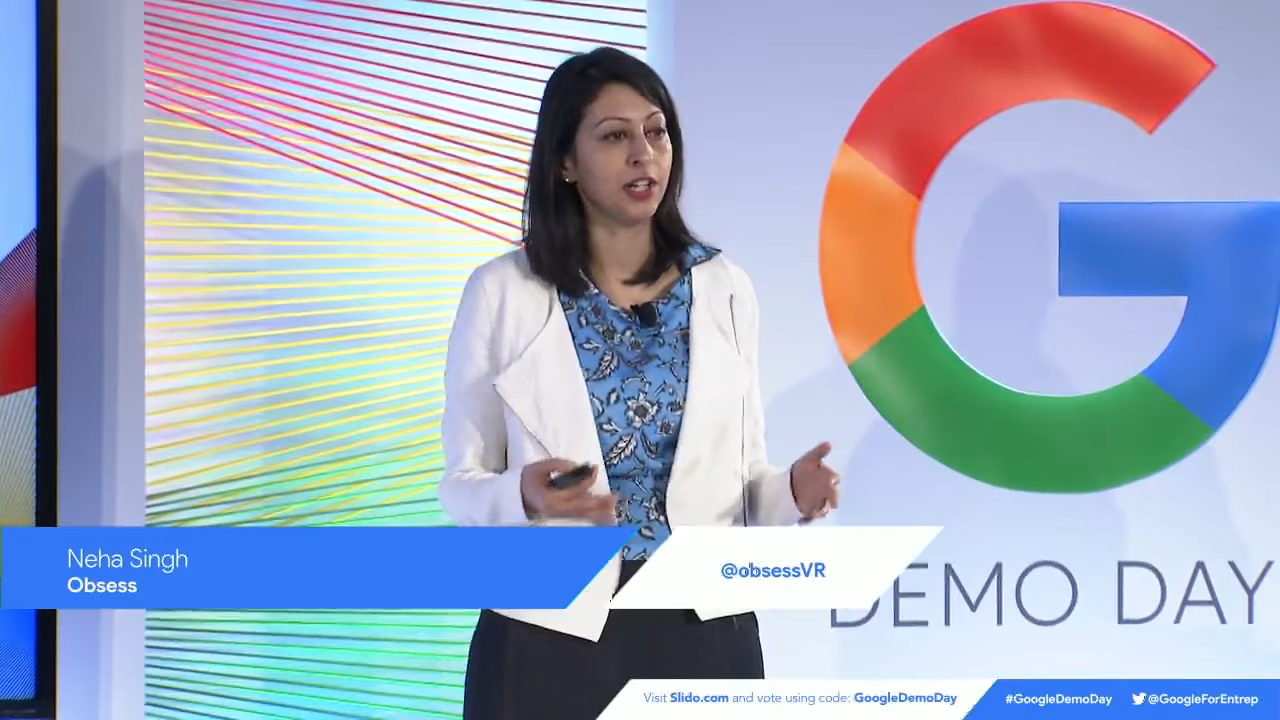 Neha Singh
Obsess
@obsessVR
DEMO DAY
Visit Slido.com and vote using code: GoogleDemoDay
#GoogleDemoDay
@GoogleForEntrep